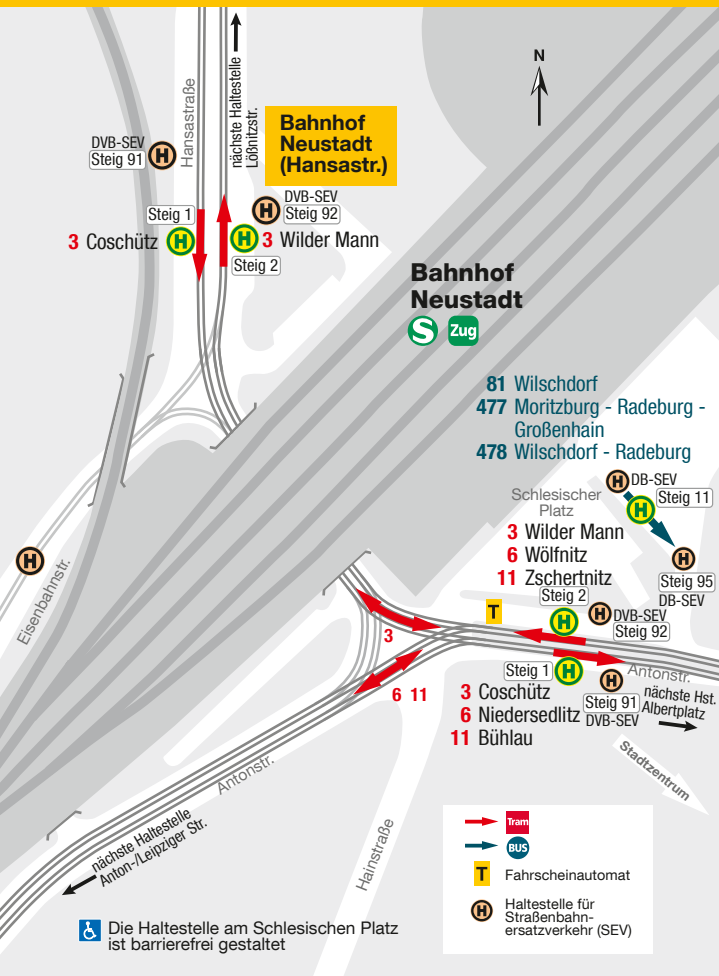 Hansastraße
nächste Haltestelle
Lößnitzstr.
N
Bahnhof
Neustadt
(Hansastr.)
DVB-SEV
Steig 91
H
DVB-SEV
Steig 92
H
Steig 1
3 Coschütz
H
H
3 Wilder Mann
Steig 2
Bahnhof
Neustadt
S
Zug
81 Wilschdorf
477 Moritzburg - Radeburg -
Großenhain
478 Wilschdorf - Radeburg
H
DB-SEV
Steig 11
H
Schlesischer
Platz
H
Steig 95
DB-SEV
3 Wilder Mann
6 Wölfnitz
11 Zschertnitz
Steig 2
H
T
H
DVB-SEV
Steig 92
H
Eisenbahnstr.
3
6 11
Steig 1
H
Antonstr.
H
Steig 91
DVB-SEV
nächste Hst.
Albertplatz
3 Coschütz
6 Niedersedlitz
11 Bühlau
Stadtzentrum
Antonstr.
nächste Haltestelle
Anton-/Leipziger Str.
Hainstraße
Tram
BUS
T
Fahrscheinautomat
H
Haltestelle für
Straßenbahn-
ersatzverkehr (SEV)
Die Haltestelle am Schlesischen Platz
ist barrierefrei gestaltet